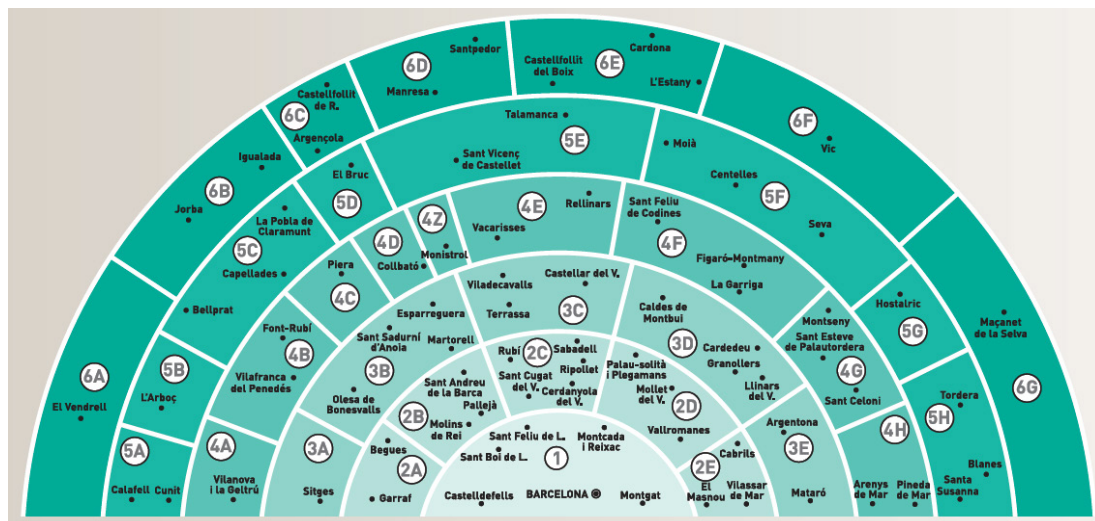 6A
El Vendrell
6B
Igualada
Jorba
6C
Castellfollit
de R.
Argençola
6D
Santpedor
Manresa
6E
Cardona
Castellfollit
del Boix
L'Estany
6F
Vic
6G
Maçanet
de la Selva
5A
Calafell
Cunit
5B
L'Arboç
5C
La Pobla de
Claramunt
Capellades
Bellprat
5D
El Bruc
5E
Talamanca
Sant Vicenç
de Castellet
5F
Moià
Centelles
Seva
5G
Hostalric
5H
Tordera
Blanes
Santa
Susanna
4A
Vilanova
i la Geltrú
4B
Font-Rubí
Vilafranca
del Penedés
4C
Piera
4D
Collbató
4Z
Monistrol
4E
Rellinars
Vacarisses
4F
Sant Feliu
de Codines
Figaró-Montmany
La Garriga
4G
Montseny
Sant Esteve
de Palautordera
Sant Celoni
4H
Arenys
de Mar
Pineda
de Mar
3A
Sitges
3B
Esparreguera
Sant Sadurní
d'Anoia
Martorell
Olesa de
Bonesvalls
3C
Castellar del V.
Viladecavalls
Terrassa
3D
Caldes de
Montbui
Cardedeu
Granollers
Llinars
del V.
3E
Argentona
Mataró
2A
Begues
Garraf
2B
Sant Andreu
de la Barca
Pallejà
Molins
de Rei
2C
Rubí
Sabadell
Ripollet
Sant Cugat
del V.
Cerdanyola
del V.
2D
Palau-solità
i Plegamans
Mollet
del V.
Vallromanes
2E
Cabrils
El
Masnou
Vilassar
de Mar
1
Sant Feliu de L.
Montcada
i Reixac
Sant Boi de L.
Castelldefells
BARCELONA
Montgat